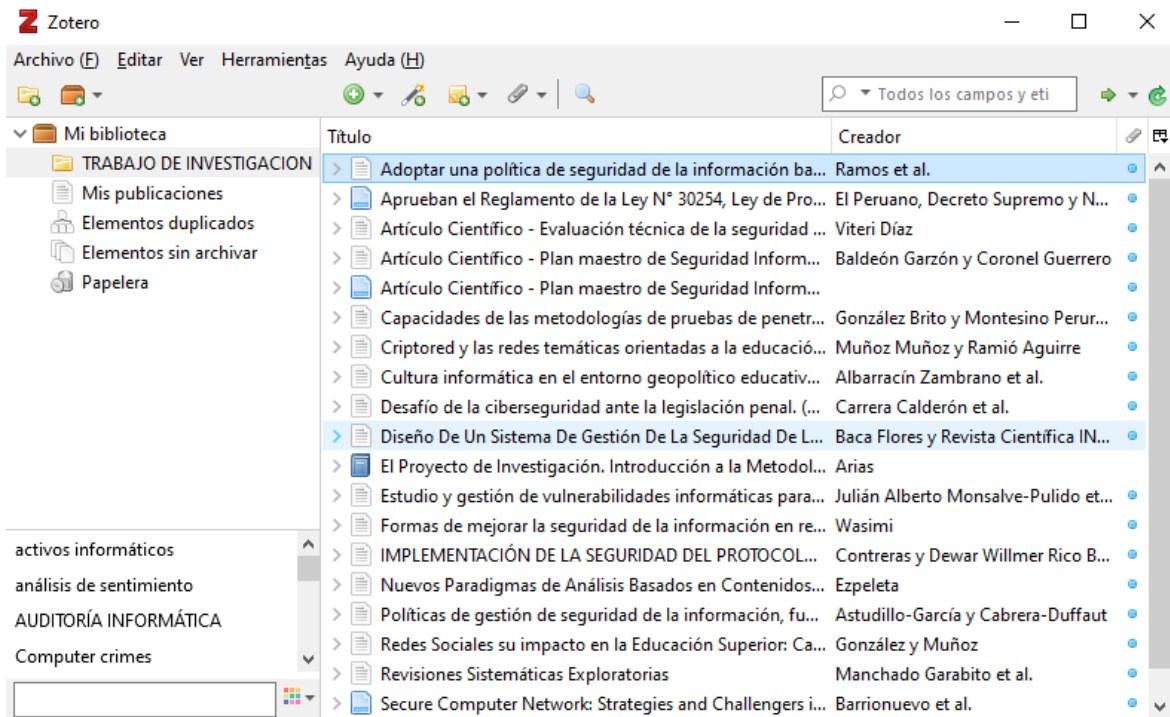 Zotero
Archivo (F) Editar Ver Herramientas Ayuda (H)
Todos los campos y eti
Mi biblioteca
TRABAJO DE INVESTIGACION
Mis publicaciones
Elementos duplicados
Elementos sin archivar
Papelera
activos informáticos
análisis de sentimiento
AUDITORÍA INFORMÁTICA
Computer crimes
Título Creador
Adoptar una política de seguridad de la información ba... Ramos et al.
Aprueban el Reglamento de la Ley N° 30254, Ley de Pro... El Peruano, Decreto Supremo y N...
Artículo Científico - Evaluación técnica de la seguridad ... Viteri Díaz
Artículo Científico - Plan maestro de Seguridad Inform... Baldeón Garzón y Coronel Guerrero
Artículo Científico - Plan maestro de Seguridad Inform...
Capacidades de las metodologías de pruebas de penetr... González Brito y Montesino Perur...
Criptored y las redes temáticas orientadas a la educació... Muñoz Muñoz y Ramió Aguirre
Cultura informática en el entorno geopolítico educativ... Albarracín Zambrano et al.
Desafío de la ciberseguridad ante la legislación penal. (... Carrera Calderón et al.
Diseño De Un Sistema De Gestión De La Seguridad De L... Baca Flores y Revista Científica IN...
El Proyecto de Investigación. Introducción a la Metodol... Arias
Estudio y gestión de vulnerabilidades informáticas para... Julián Alberto Monsalve-Pulido et...
Formas de mejorar la seguridad de la información en re... Wasimi
IMPLEMENTACIÓN DE LA SEGURIDAD DEL PROTOCOL... Contreras y Dewar Willmer Rico B...
Nuevos Paradigmas de Análisis Basados en Contenidos... Ezpeleta
Políticas de gestión de seguridad de la información, fu... Astudillo-García y Cabrera-Duffaut
Redes Sociales su impacto en la Educación Superior: Ca... González y Muñoz
Revisiones Sistemáticas Exploratorias Manchado Garabito et al.
Secure Computer Network: Strategies and Challengers i... Barrionuevo et al.